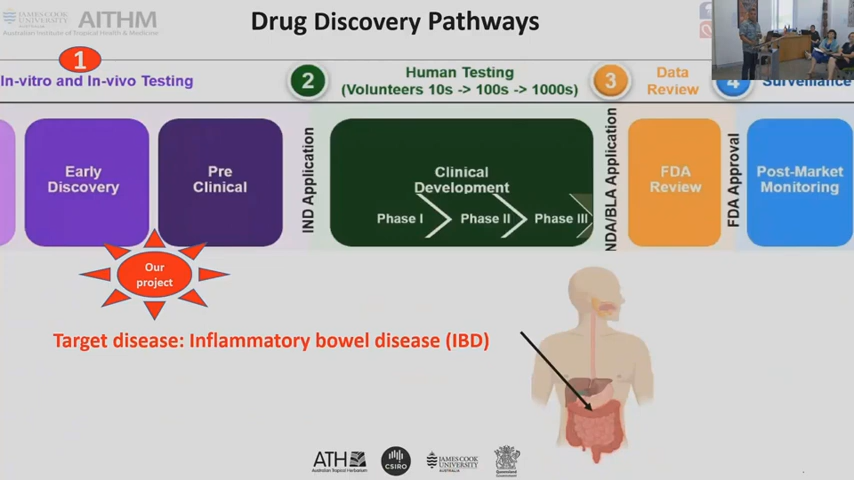 JAMES COOK
UNIVERSITY
AUSTRALIA
AITHM
Australian Institute of Tropical Health & Medicine
Drug Discovery Pathways
1
In-vitro and In-vivo Testing
2
Human Testing
(Volunteers 10s -> 100s -> 1000s)
3
Data
Review
4
Surveillance
Early
Discovery
Pre
Clinical
IND Application
Clinical
Development
Phase I
Phase II
Phase III
NDA/BLA Application
FDA
Review
FDA Approval
Post-Market
Monitoring
Our
project
Target disease: Inflammatory bowel disease (IBD)
ATH
Australian Tropical Herbarium
CSIRO
JAMES COOK
UNIVERSITY
AUSTRALIA
Queensland
Government